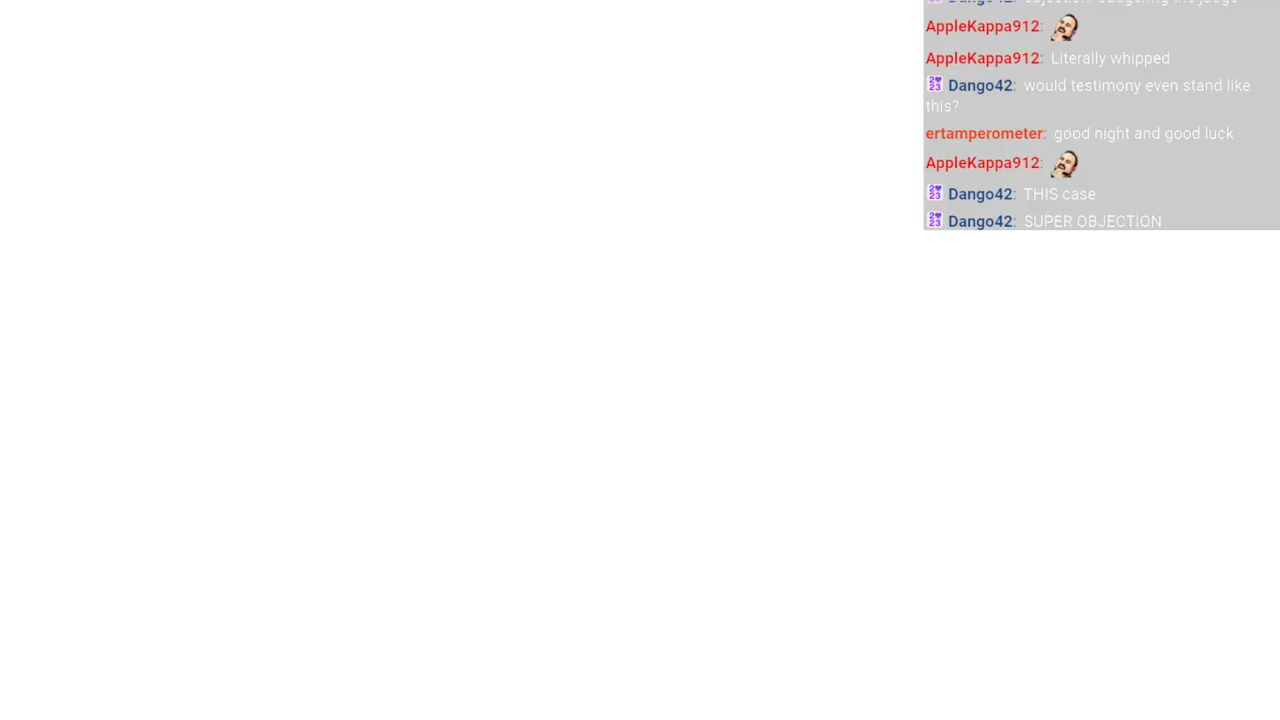 AppleKappa912:
AppleKappa912: Literally whipped
Dango42: would testimony even stand like
this?
ertamperometer: good night and good luck
AppleKappa912:
Dango42: THIS case
Dango42: SUPER OBJECTION